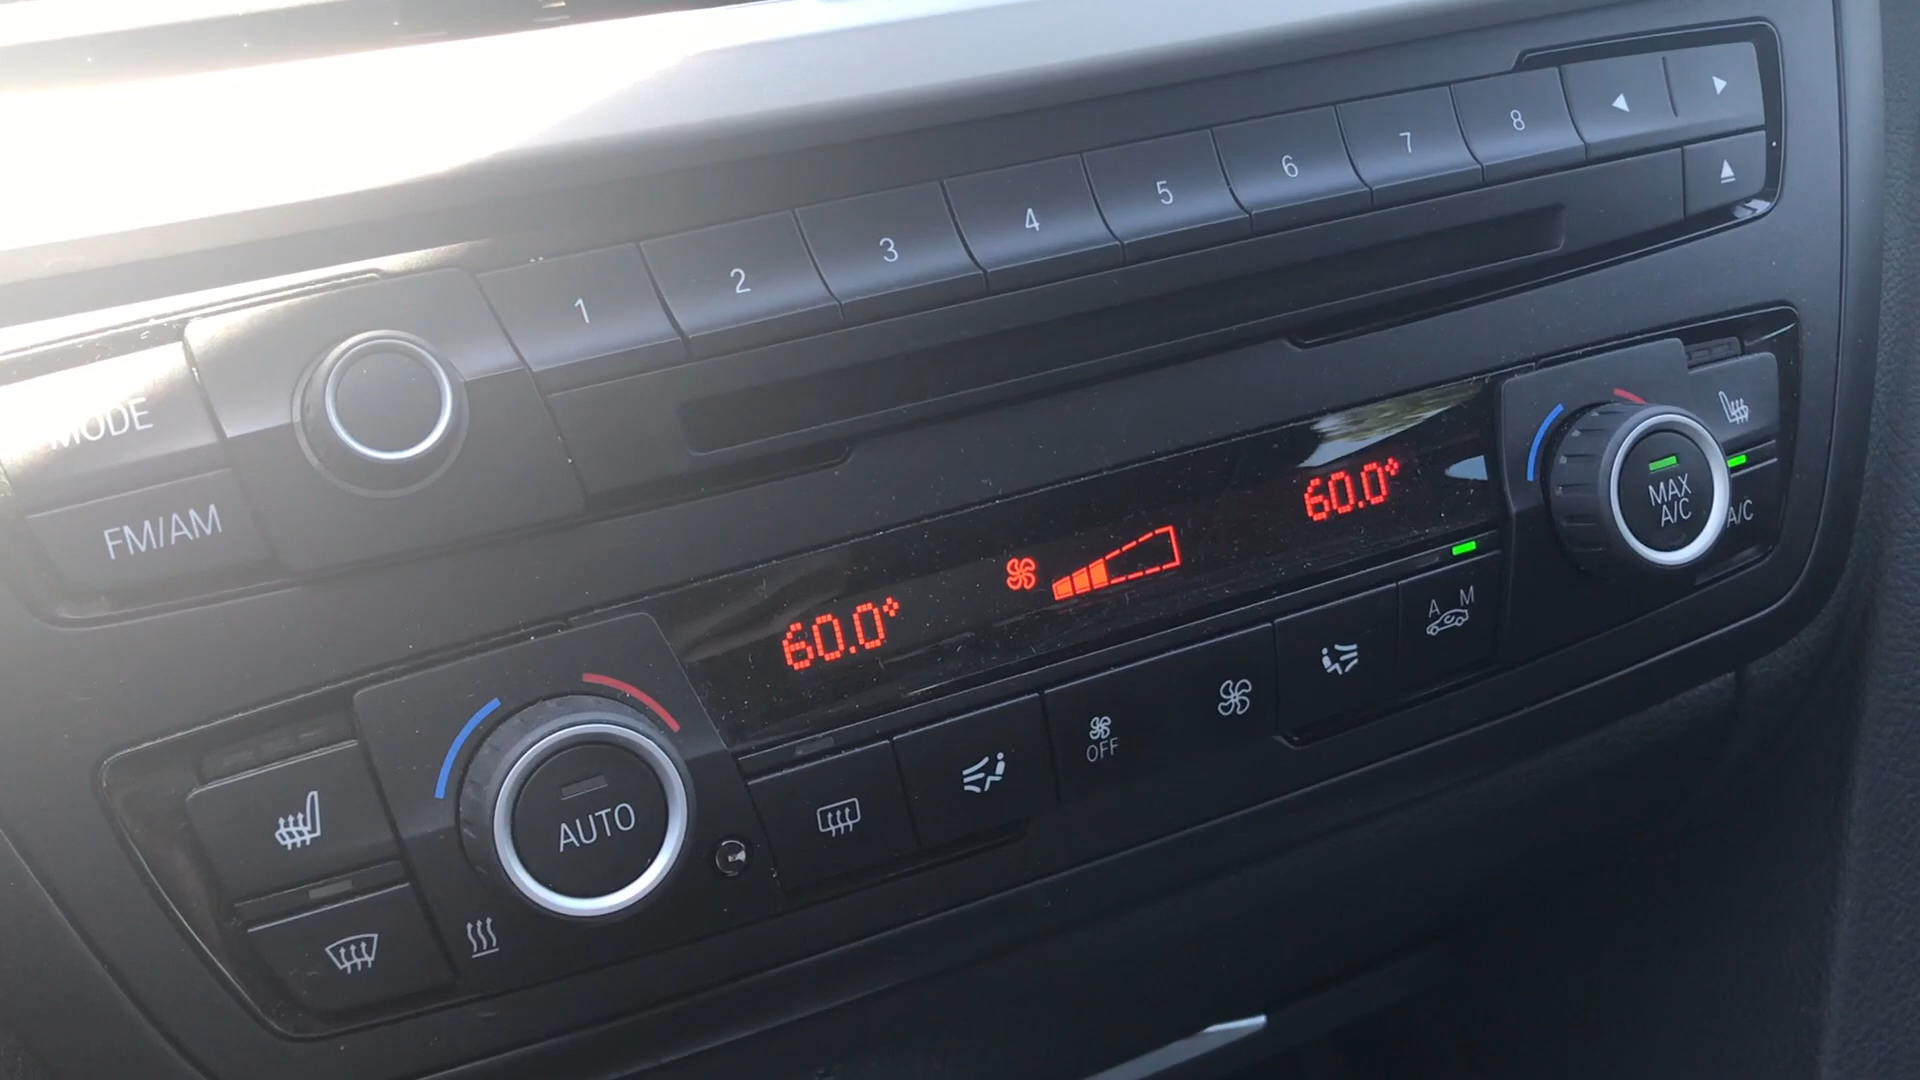 1 2 3 4 5 6 7 8
MODE
FM/AM
60.0°
60.0°
MAX
A/C
A/C
A M
OFF
AUTO